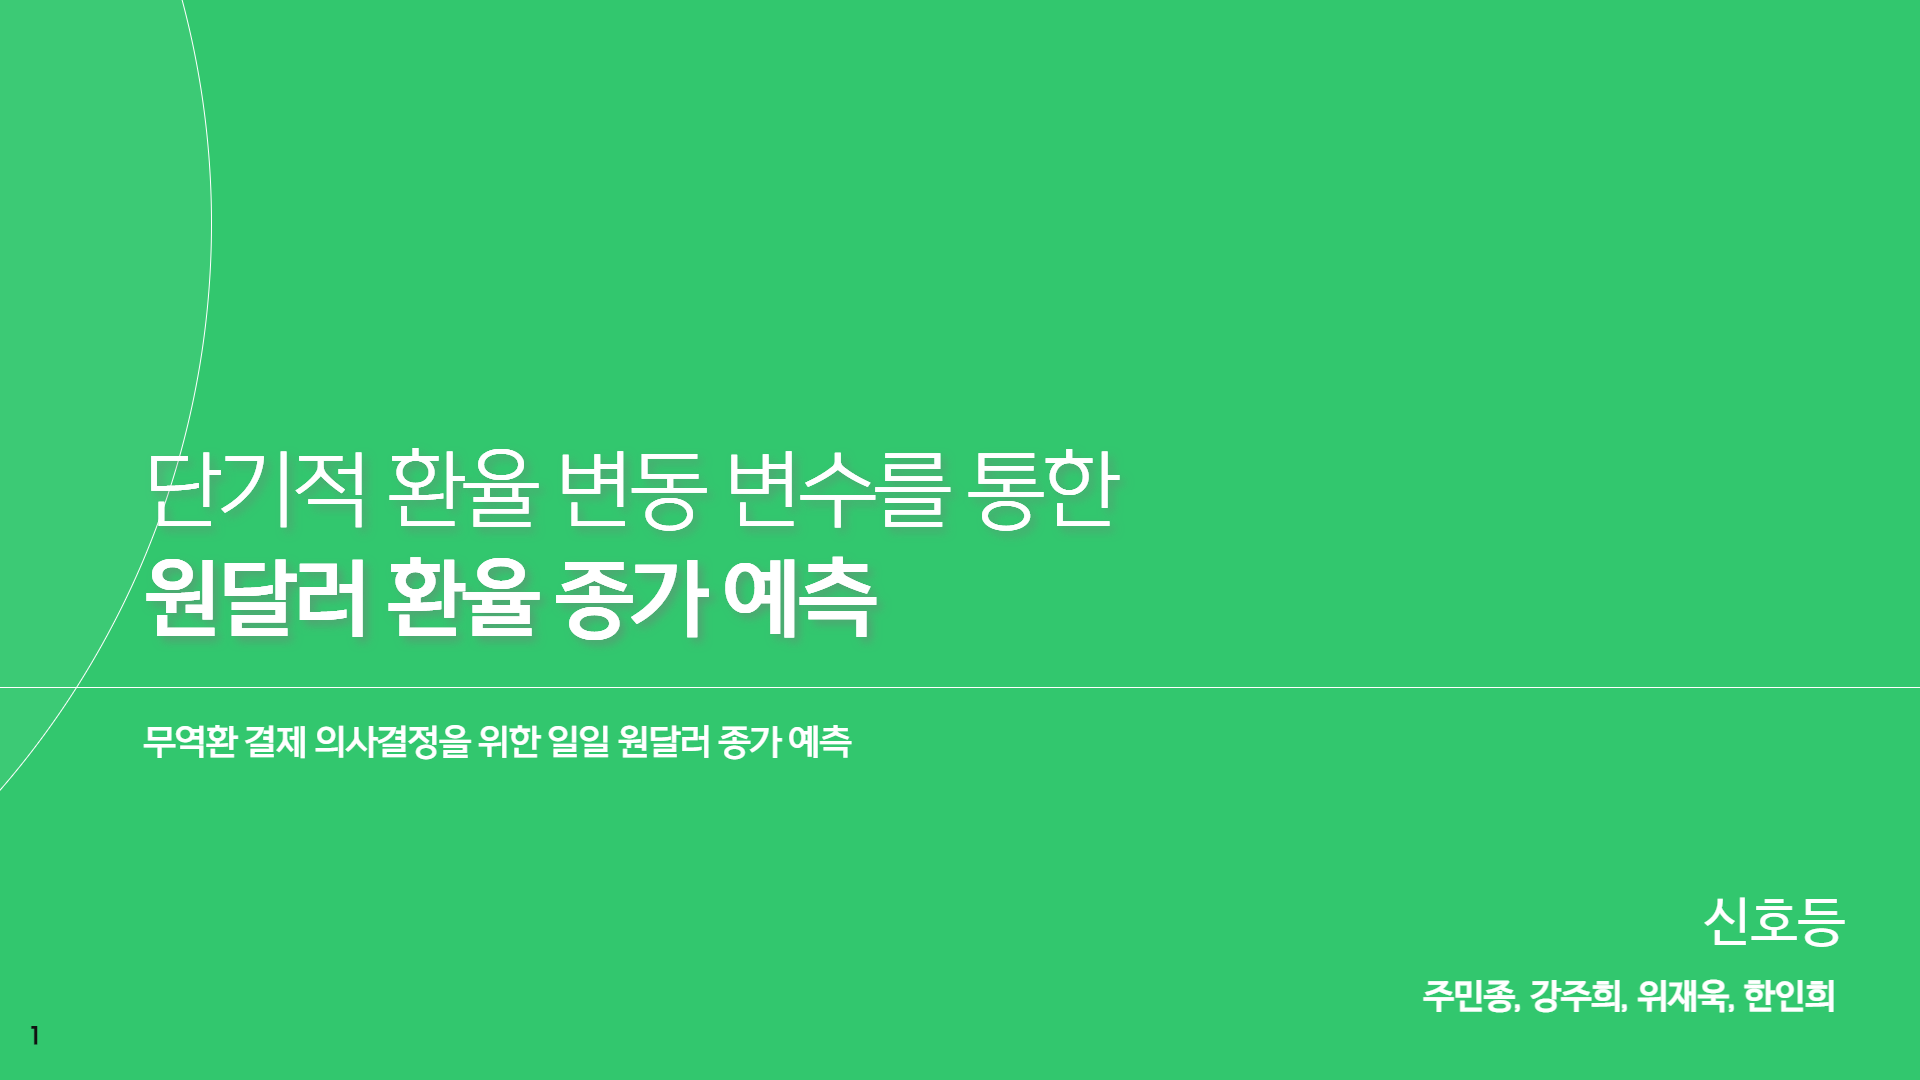 단기적 환율 변동 변수를 통한
원달러 환율 종가 예측
무역환 결제 의사결정을 위한 일일 원달러 종가 예측
신호등
주민종, 강주희, 위재욱, 한인희
1